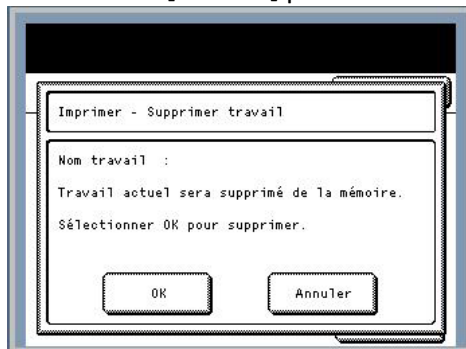 Imprimer - Supprimer travail
Nom travail :
Travail actuel sera supprimé de la mémoire.
Sélectionner OK pour supprimer.
OK
Annuler